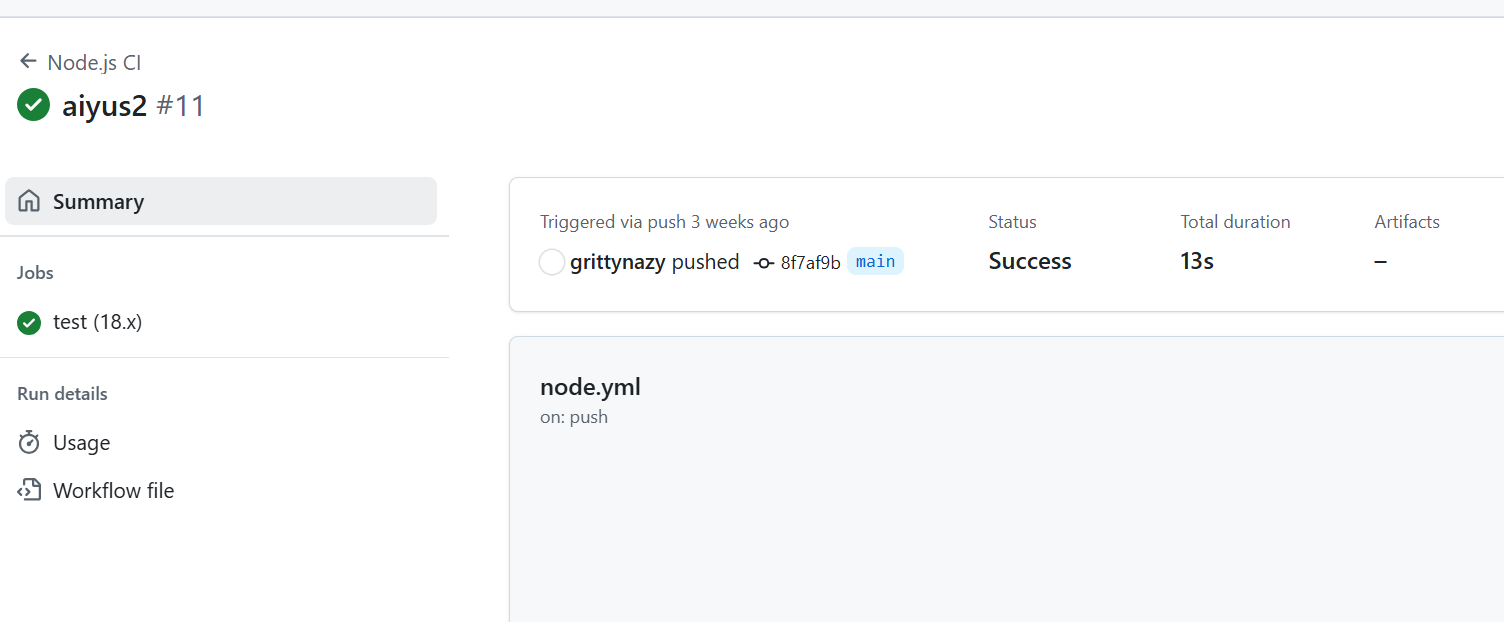 Node.js CI
aiyus2 #11
Summary
Jobs
test (18.x)
Run details
Usage
Workflow file
Triggered via push 3 weeks ago
grittynazy pushed 8f7af9b main
Status
Success
Total duration
13s
Artifacts
–
node.yml
on: push